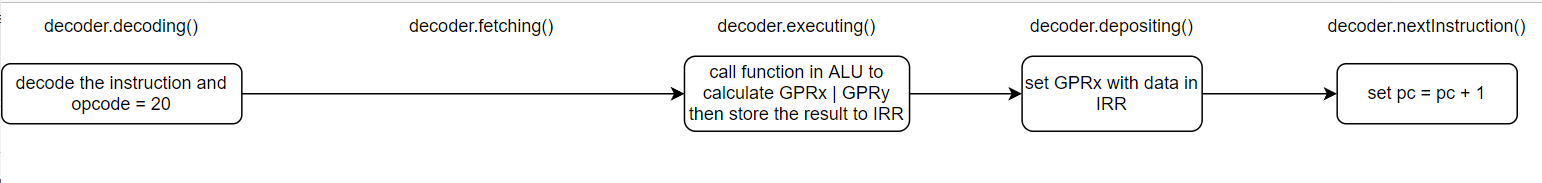 decoder.decoding()
decoder.fetching()
decoder.executing()
decoder.depositing()
decoder.nextInstruction()
decode the instruction and
opcode = 20
call function in ALU to
calculate GPRx | GPRy
then store the result to IRR
set GPRx with data in
IRR
set pc = pc + 1